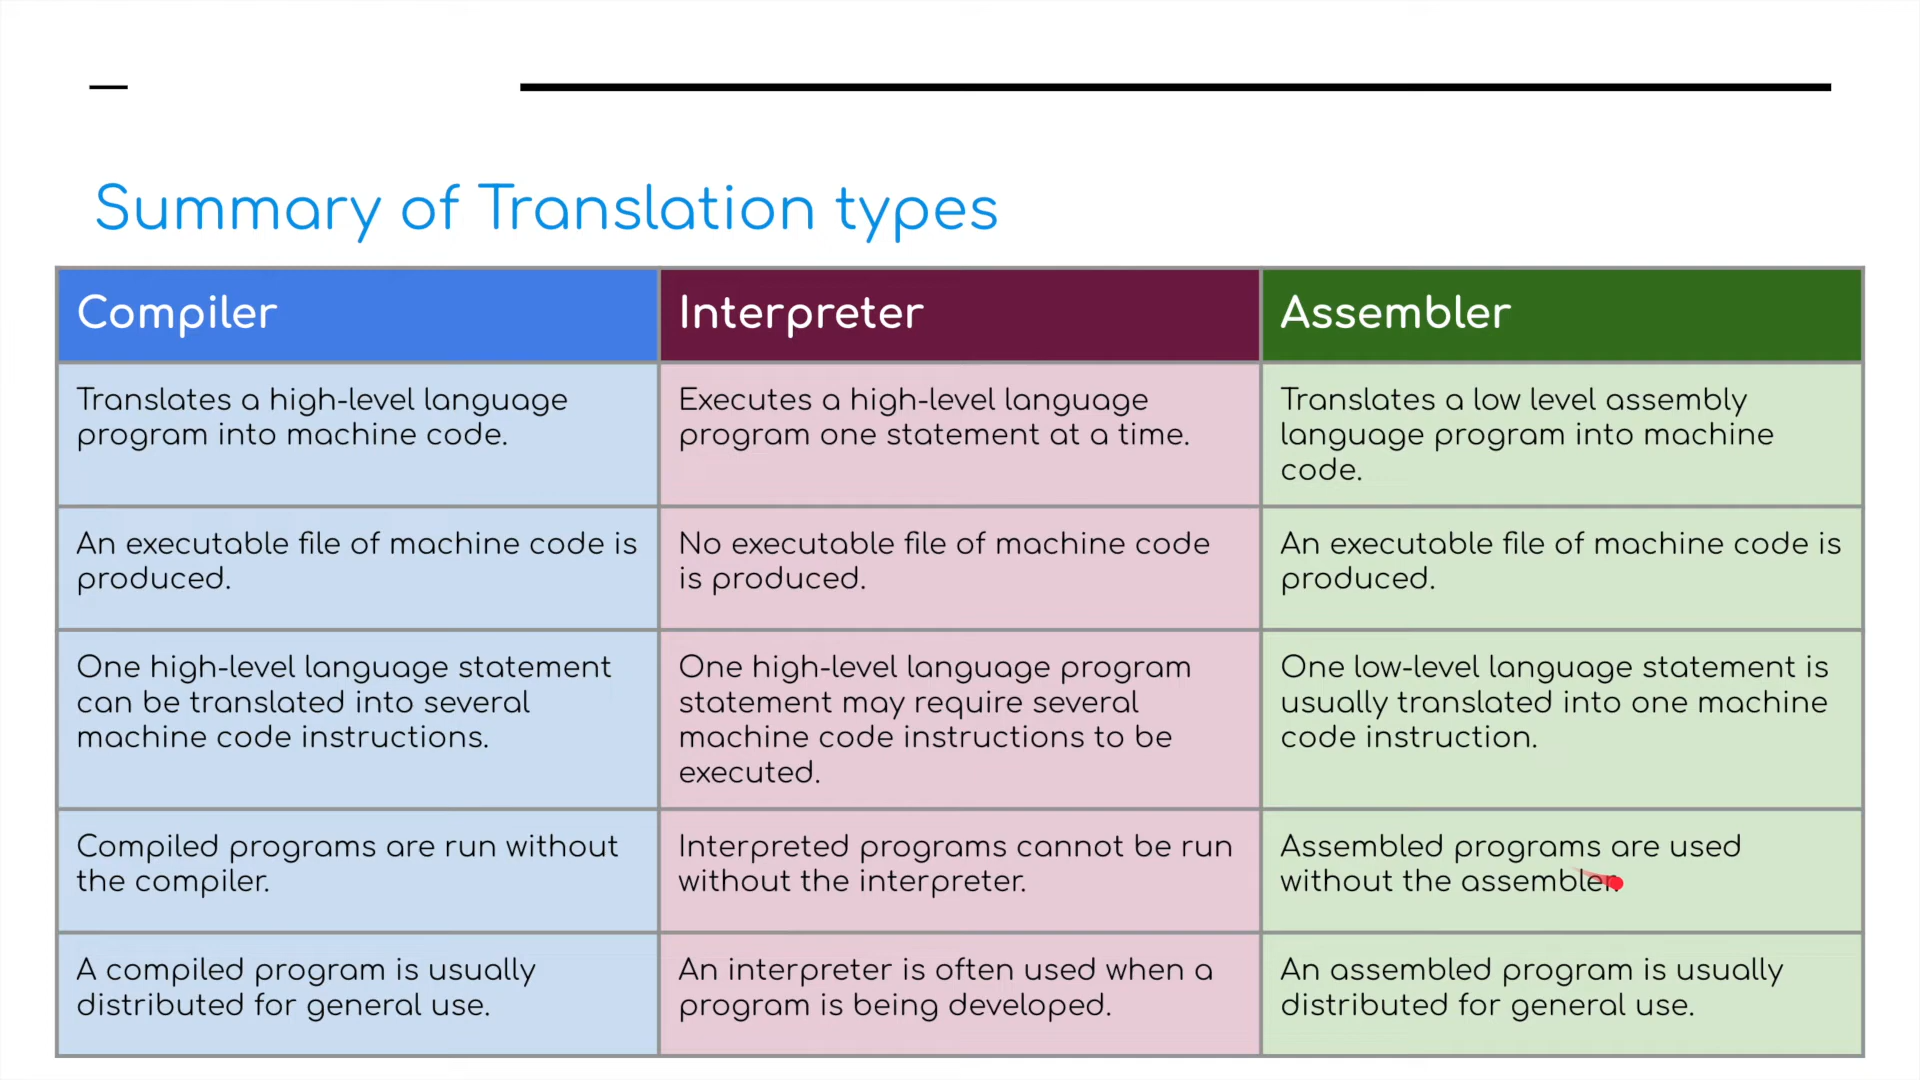 Summary of Translation types
Compiler
Interpreter
Assembler
Translates a high-level language
program into machine code.
Executes a high-level language
program one statement at a time.
Translates a low level assembly
language program into machine
code.
An executable file of machine code is
produced.
No executable file of machine code
is produced.
An executable file of machine code is
produced.
One high-level language statement
can be translated into several
machine code instructions.
One high-level language program
statement may require several
machine code instructions to be
executed.
One low-level language statement is
usually translated into one machine
code instruction.
Compiled programs are run without
the compiler.
Interpreted programs cannot be run
without the interpreter.
Assembled programs are used
without the assembler.
A compiled program is usually
distributed for general use.
An interpreter is often used when a
program is being developed.
An assembled program is usually
distributed for general use.